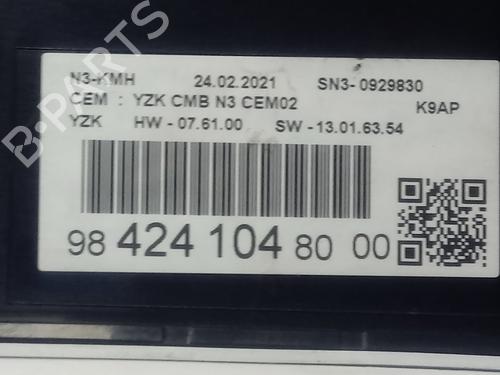 N3-KMH 24.02.2021 SN3- 0929830
CEM : YZK CMB N3 CEM02 K9AP
YZK HW - 07.61.00 SW - 13.01.63.54
98 424 104 80 00
B-PARTS